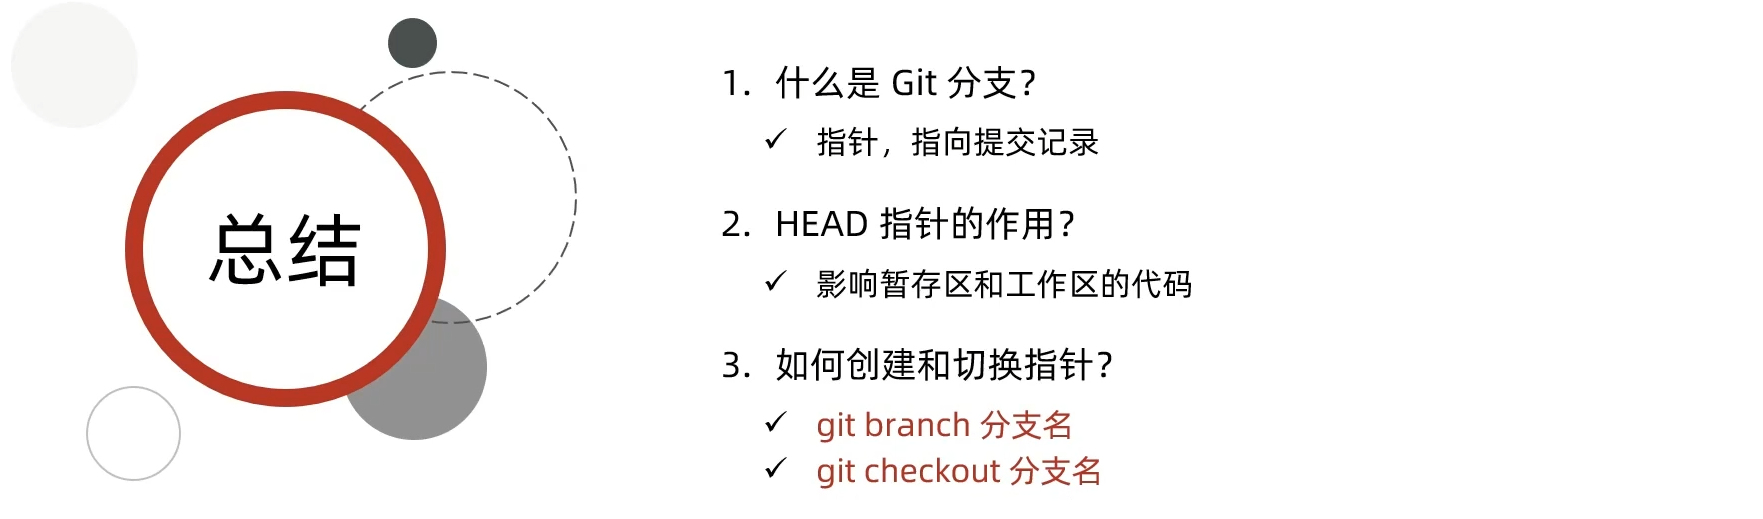 总结
1. 什么是 Git 分支?
✓ 指针，指向提交记录
2. HEAD 指针的作用?
✓ 影响暂存区和工作区的代码
3. 如何创建和切换指针?
✓ git branch 分支名
✓ git checkout 分支名